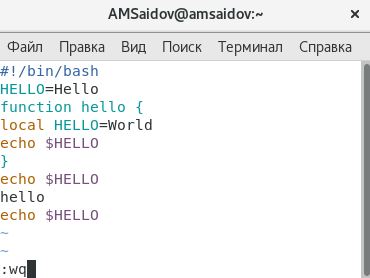 AMSaidov@amsaidov:~ ×
Файл Правка Вид Поиск Терминал Справка
#!/bin/bash
HELLO=Hello
function hello {
local HELLO=World
echo $HELLO
}
echo $HELLO
hello
echo $HELLO
~
~
:wq